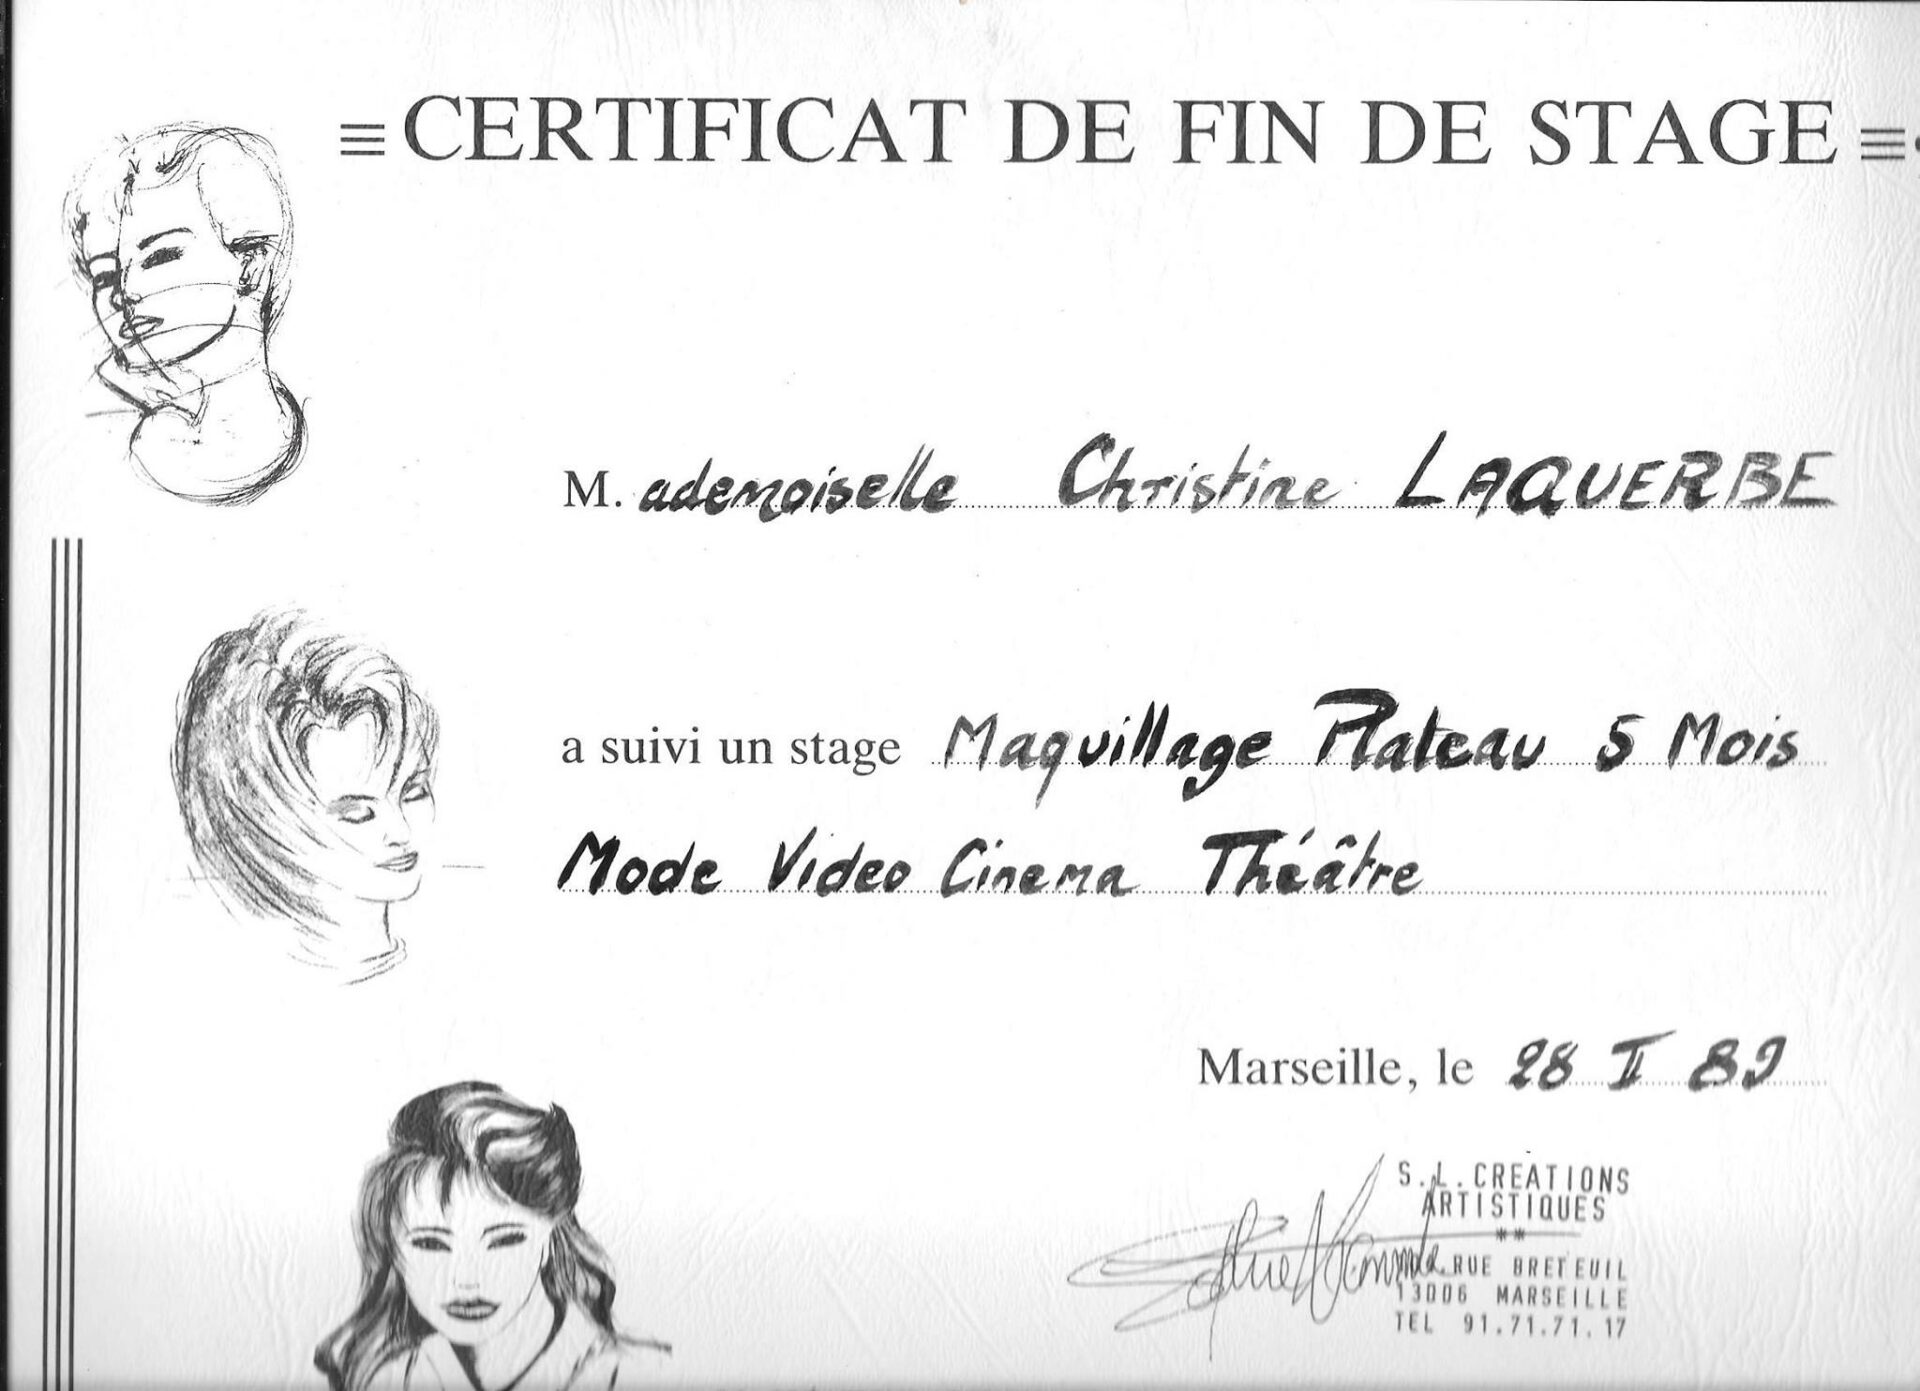 CERTIFICAT DE FIN DE STAGE
M. ademoiselle Christine LAQUERBE
a suivi un stage Maquillage Plateau 5 Mois
Mode Video Cinema Théâtre
Marseille, le 28 II 89
S.L.CREATIONS
ARTISTIQUES
**
RUE BRETEUIL
13006 MARSEILLE
TEL 91.71.71.17